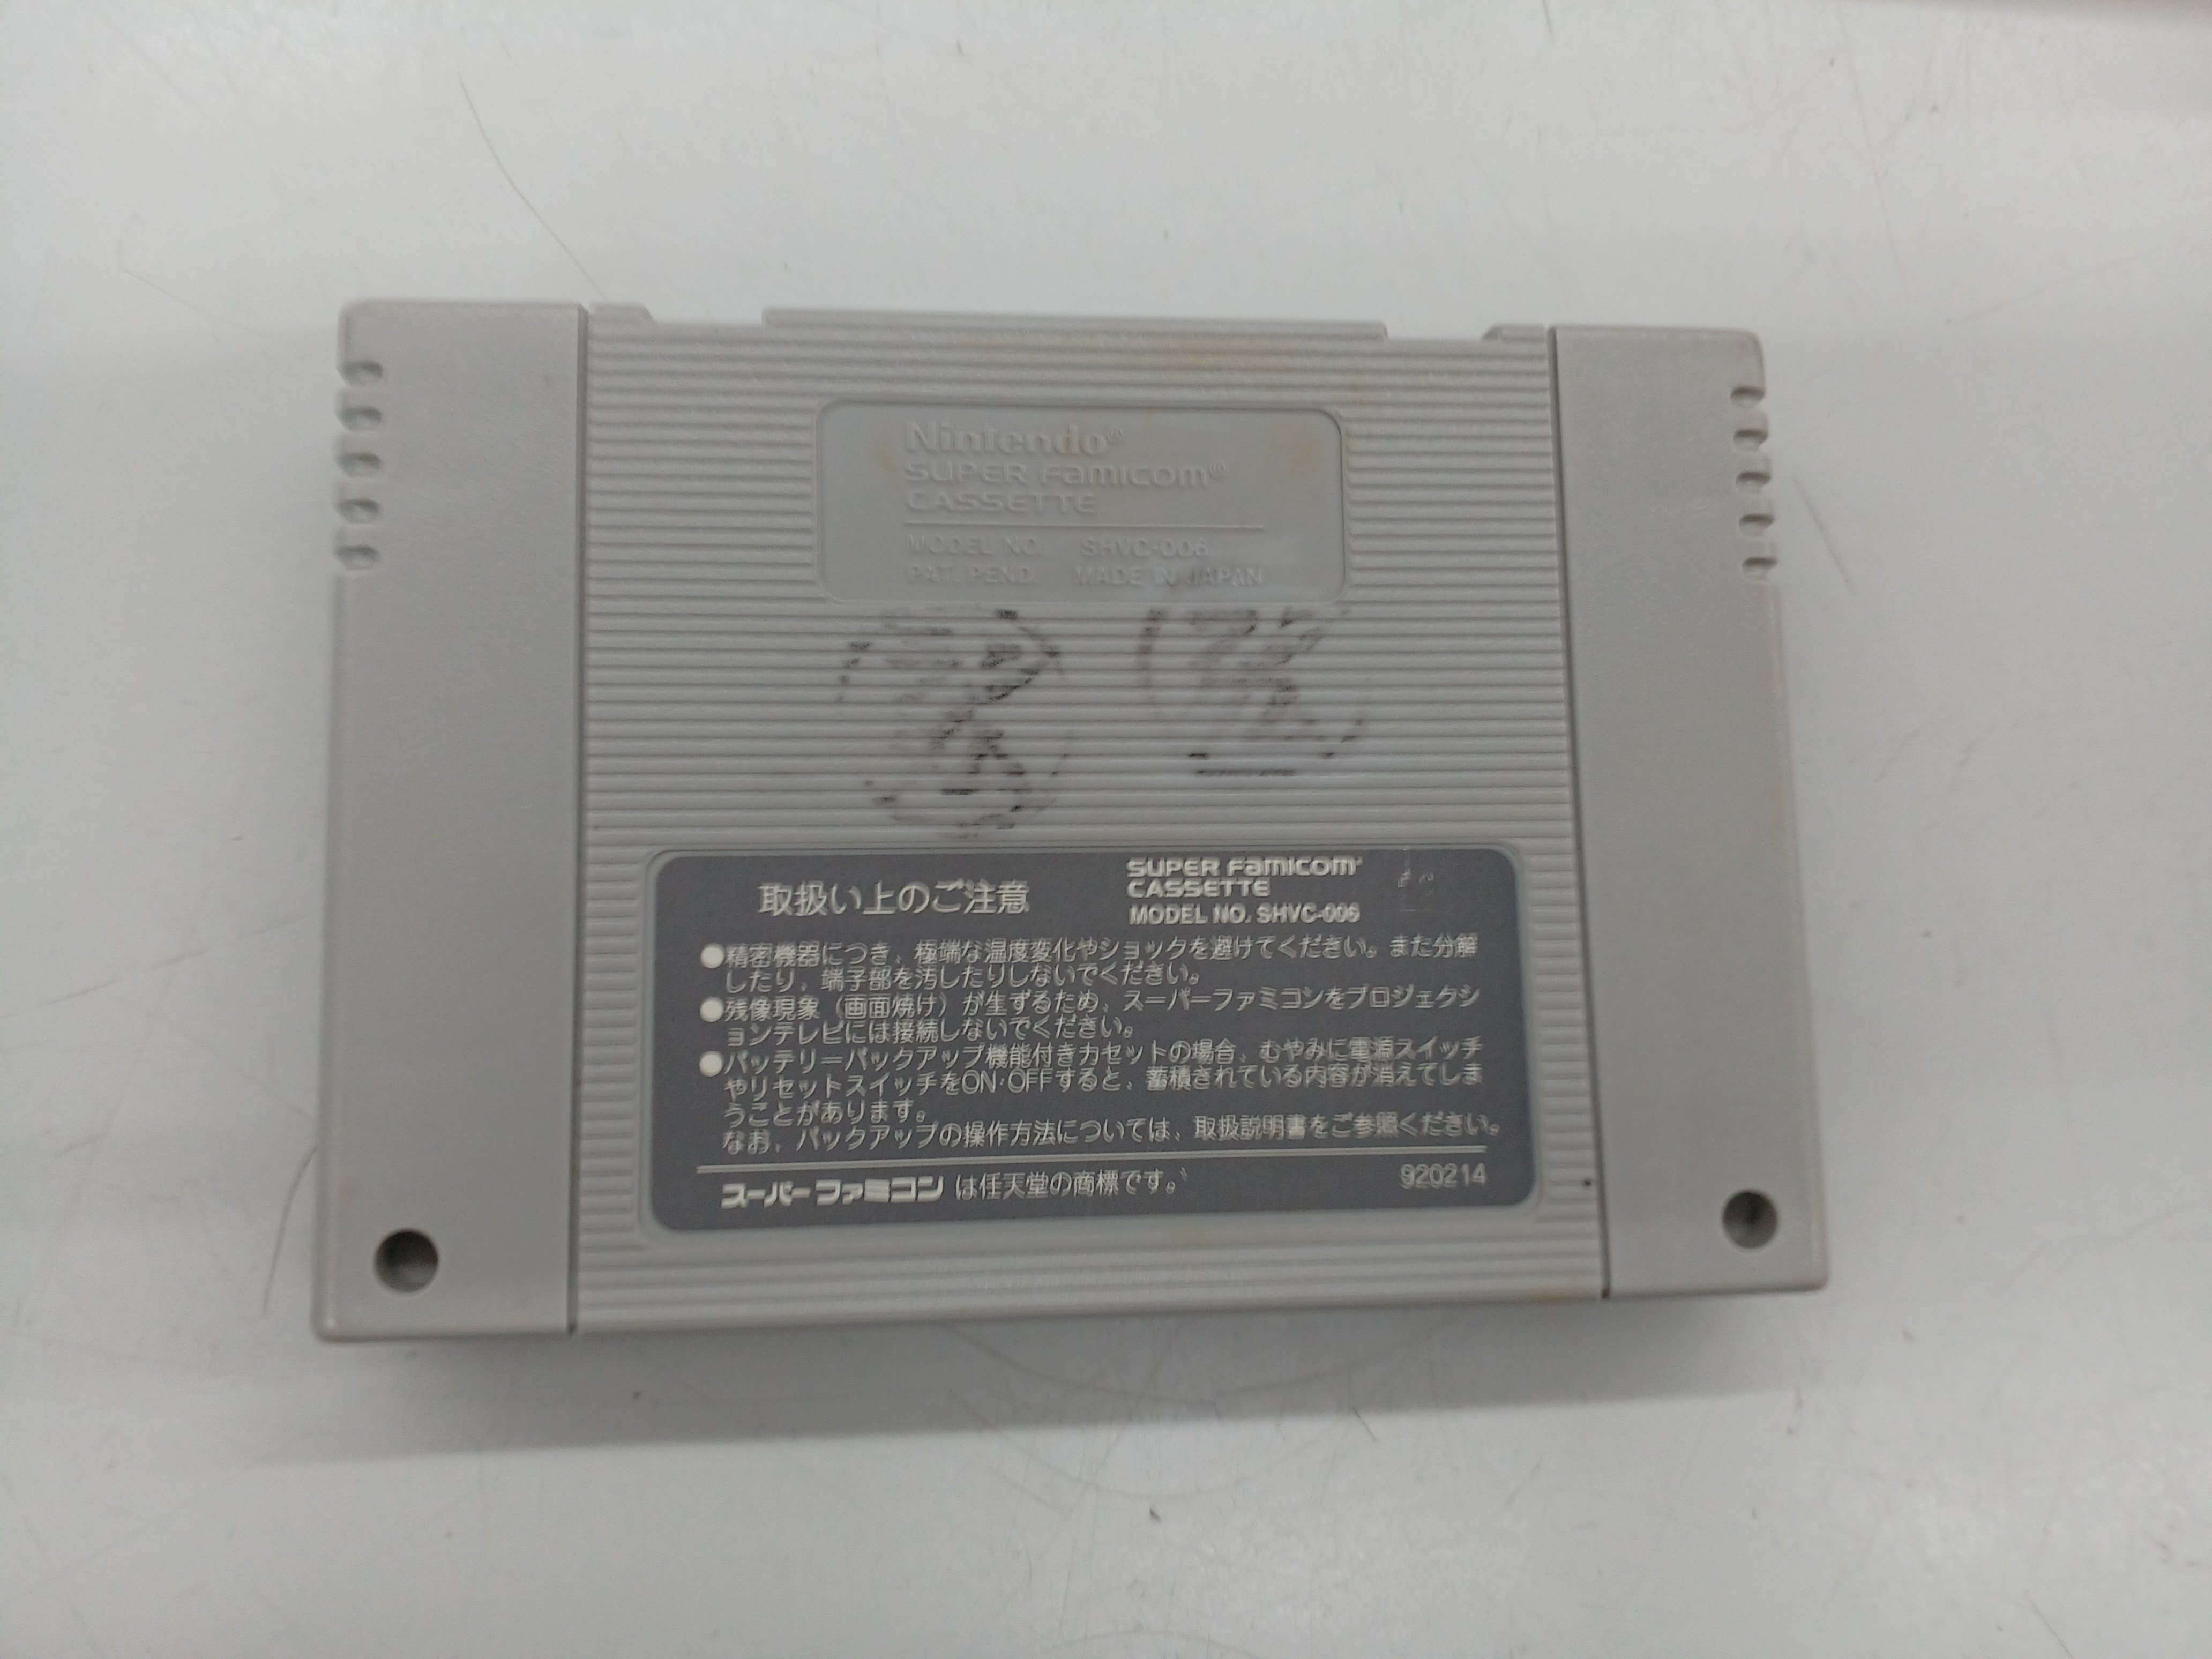 Nintendo®
SUPER Famicom®
CASSETTE
MODEL NO. SHVC-006
PAT. PEND. MADE IN JAPAN
取扱い上のご注意
SUPER Famicom
CASSETTE
MODEL NO. SHVC-006
●精密機器につき、極端な温度変化やショックを避けてください。また分解
したり、端子部を汚したりしないでください。
●残像現象（画面焼け）が生ずるため、スーパーファミコンをプロジェクシ
ョンテレビには接続しないでください。
●バッテリーバックアップ機能付きカセットの場合、むやみに電源スイッチ
やリセットスイッチをON・OFFすると、蓄積されている内容が消えてしま
うことがあります。
なお、バックアップの操作方法については、取扱説明書をご参照ください。
スーパーファミコンは任天堂の商標です。
920214